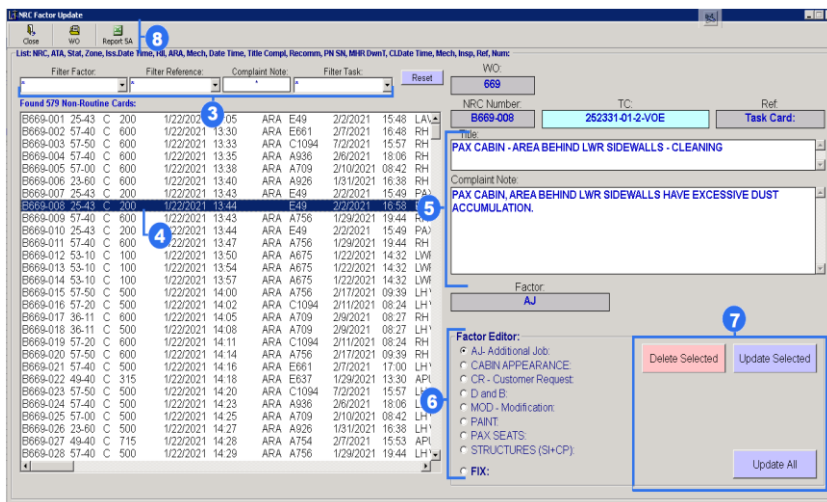 NRC Factor Update
Close WO Report SA
8
List: NRC, ATA, Stat, Zone, Iss.Date Time, RII, ARA, Mech, Date Time, Title Compl, Recomm, PN SN, MHR DwnT, CLDate Time, Mech, Insp, Ref, Num:
Filter Factor: Filter Reference: Complaint Note: Filter Task:
* * * *
Reset
3
Found 579 Non-Routine Cards:
B669-001 25-43 C 200 1/22/2021 :05 ARA E49 2/2/2021 15:48 LAV
B669-002 57-40 C 600 1/22/2021 13:30 ARA E661 2/7/2021 16:48 RH
B669-003 57-50 C 600 1/22/2021 13:33 ARA C1094 7/2/2021 15:57 RH
B669-004 57-40 C 600 1/22/2021 13:35 ARA A936 2/6/2021 18:06 RH
B669-005 57-00 C 600 1/22/2021 13:38 ARA A709 2/10/2021 08:42 RH
B669-006 23-60 C 600 1/22/2021 13:40 ARA A926 1/31/2021 16:38 RH
B669-007 25-43 C 200 1/22/2021 13:43 ARA E49 2/2/2021 15:49 PAX
B669-008 25-43 C 200 1/22/2021 13:44 E49 2/2/2021 16:58
B669-009 57-40 C 600 1/22/2021 13:43 ARA A756 1/29/2021 19:44
B669-010 25-43 C 200 1/22/2021 13:44 ARA E49 2/2/2021 15:49 PAX
B669-011 57-40 C 600 1/22/2021 13:47 ARA A756 1/29/2021 19:44 RH
B669-012 53-10 C 100 1/22/2021 13:50 ARA A675 1/22/2021 14:32 LWR
B669-013 53-10 C 100 1/22/2021 13:54 ARA A675 1/22/2021 14:32 LWR
B669-014 53-10 C 100 1/22/2021 13:57 ARA A675 1/22/2021 14:32 LWR
B669-015 57-50 C 500 1/22/2021 14:00 ARA A756 2/17/2021 09:39 LH
B669-016 57-20 C 500 1/22/2021 14:02 ARA C1094 2/11/2021 08:24 LH
B669-017 36-11 C 600 1/22/2021 14:05 ARA A709 2/9/2021 08:27 RH
B669-018 36-11 C 500 1/22/2021 14:08 ARA A709 2/9/2021 08:27 LH
B669-019 57-20 C 600 1/22/2021 14:11 ARA C1094 2/11/2021 08:24 RH
B669-020 57-50 C 600 1/22/2021 14:14 ARA A756 2/17/2021 09:39 RH
B669-021 57-40 C 500 1/22/2021 14:16 ARA E661 2/7/2021 17:00 LH
B669-022 49-40 C 315 1/22/2021 14:18 ARA E637 1/29/2021 13:30 APU
B669-023 57-50 C 500 1/22/2021 14:20 ARA C1094 7/2/2021 15:57 LH
B669-024 57-40 C 500 1/22/2021 14:23 ARA A936 2/6/2021 18:06 LH
B669-025 57-00 C 500 1/22/2021 14:25 ARA A709 2/10/2021 08:42 LH
B669-026 23-60 C 500 1/22/2021 14:27 ARA A926 1/31/2021 16:38 LH
B669-027 49-40 C 715 1/22/2021 14:28 ARA A754 2/7/2021 15:53 APU
B669-028 57-40 C 500 1/22/2021 14:29 ARA A756 1/29/2021 19:44 LH
4
WO:
669
NRC Number: TC: Ref:
B669-008 252331-01-2-VOE Task Card:
Title:
PAX CABIN - AREA BEHIND LWR SIDEWALLS - CLEANING
Complaint Note:
PAX CABIN, AREA BEHIND LWR SIDEWALLS HAVE EXCESSIVE DUST
ACCUMULATION.
5
Factor:
AJ
7
6
Factor Editor:
AJ- Additional Job:
CABIN APPEARANCE:
CR - Customer Request:
D and B:
MOD - Modification:
PAINT:
PAX SEATS:
STRUCTURES (SI+CP):
FIX:
Delete Selected Update Selected
Update All